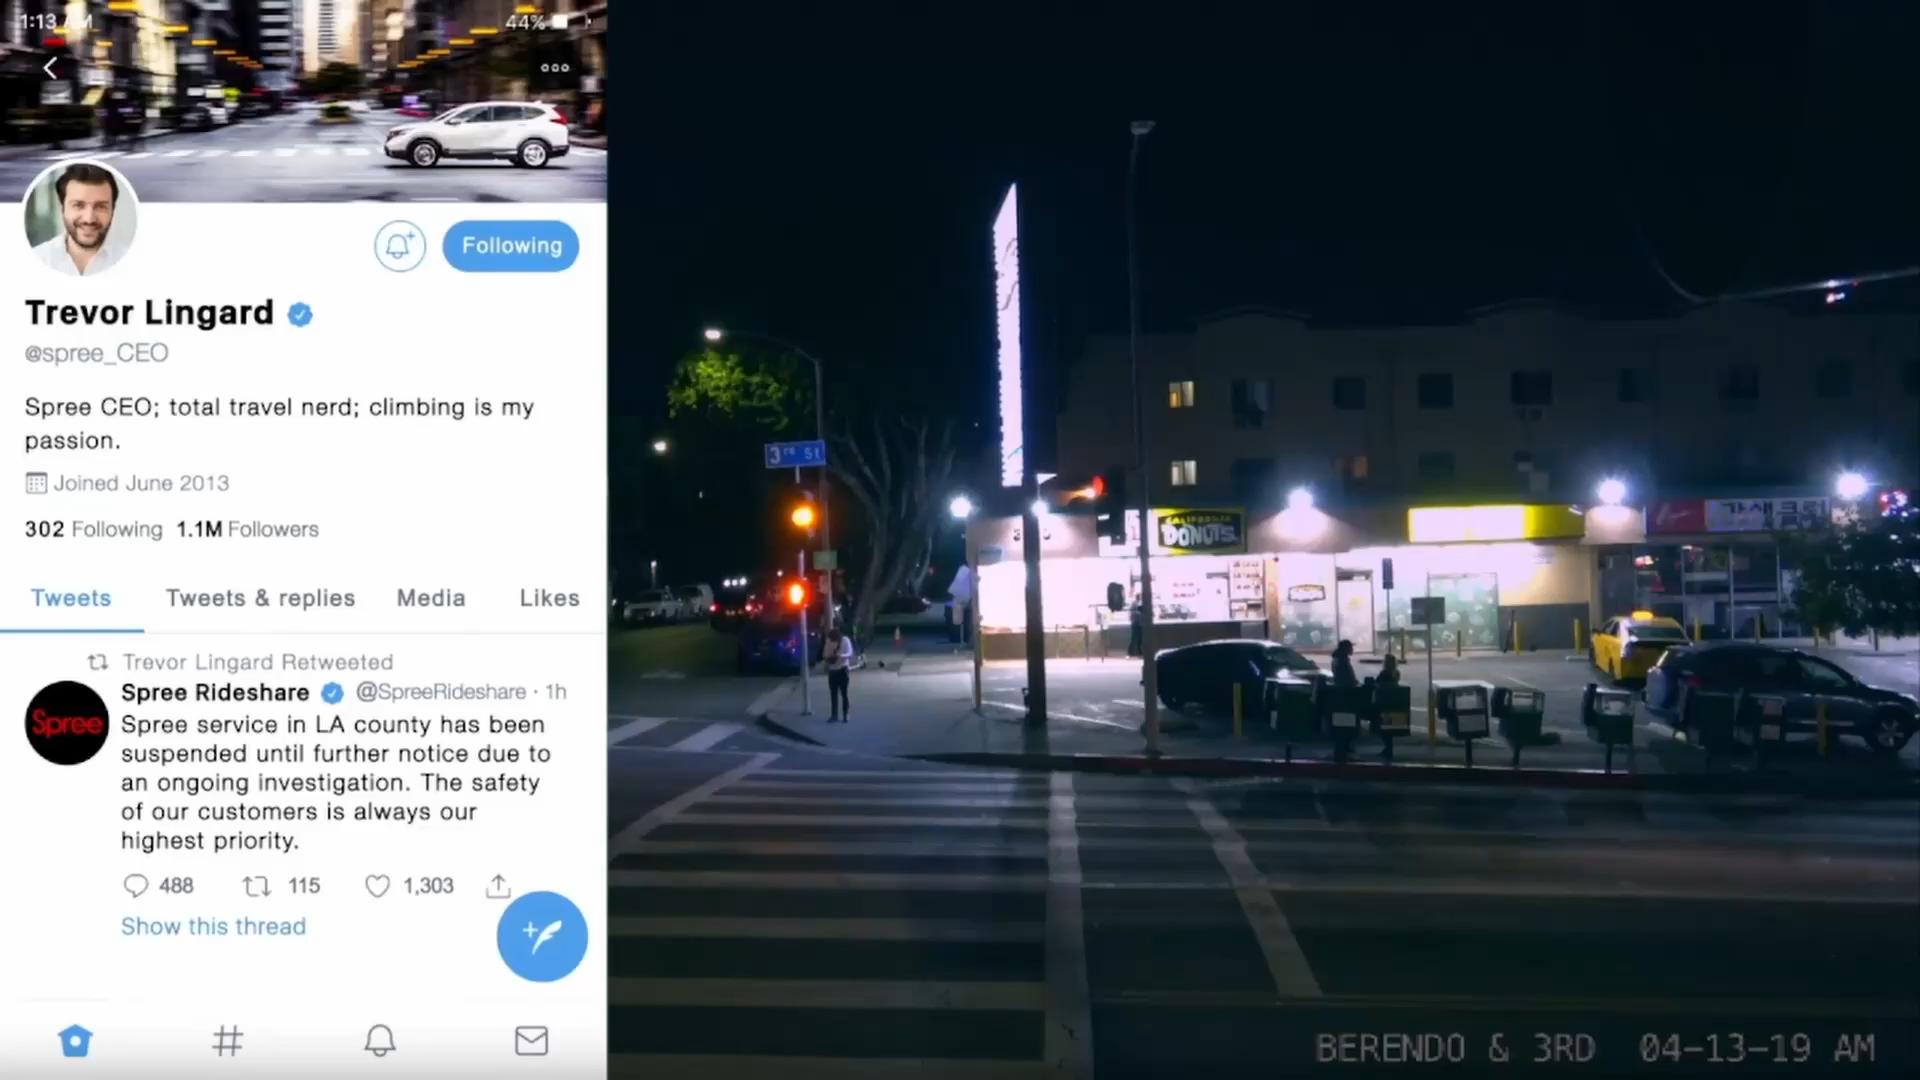 1:13 AM
44%
Following
Trevor Lingard
@spree_CEO
Spree CEO; total travel nerd; climbing is my
passion.
Joined June 2013
302 Following 1.1M Followers
Tweets Tweets & replies Media Likes
Trevor Lingard Retweeted
Spree Rideshare @SpreeRideshare · 1h
Spree
Spree service in LA county has been
suspended until further notice due to
an ongoing investigation. The safety
of our customers is always our
highest priority.
488 115 1,303
Show this thread
3rd St
CALIFORNIA
DONUTS
BERENDO & 3RD 04-13-19 AM